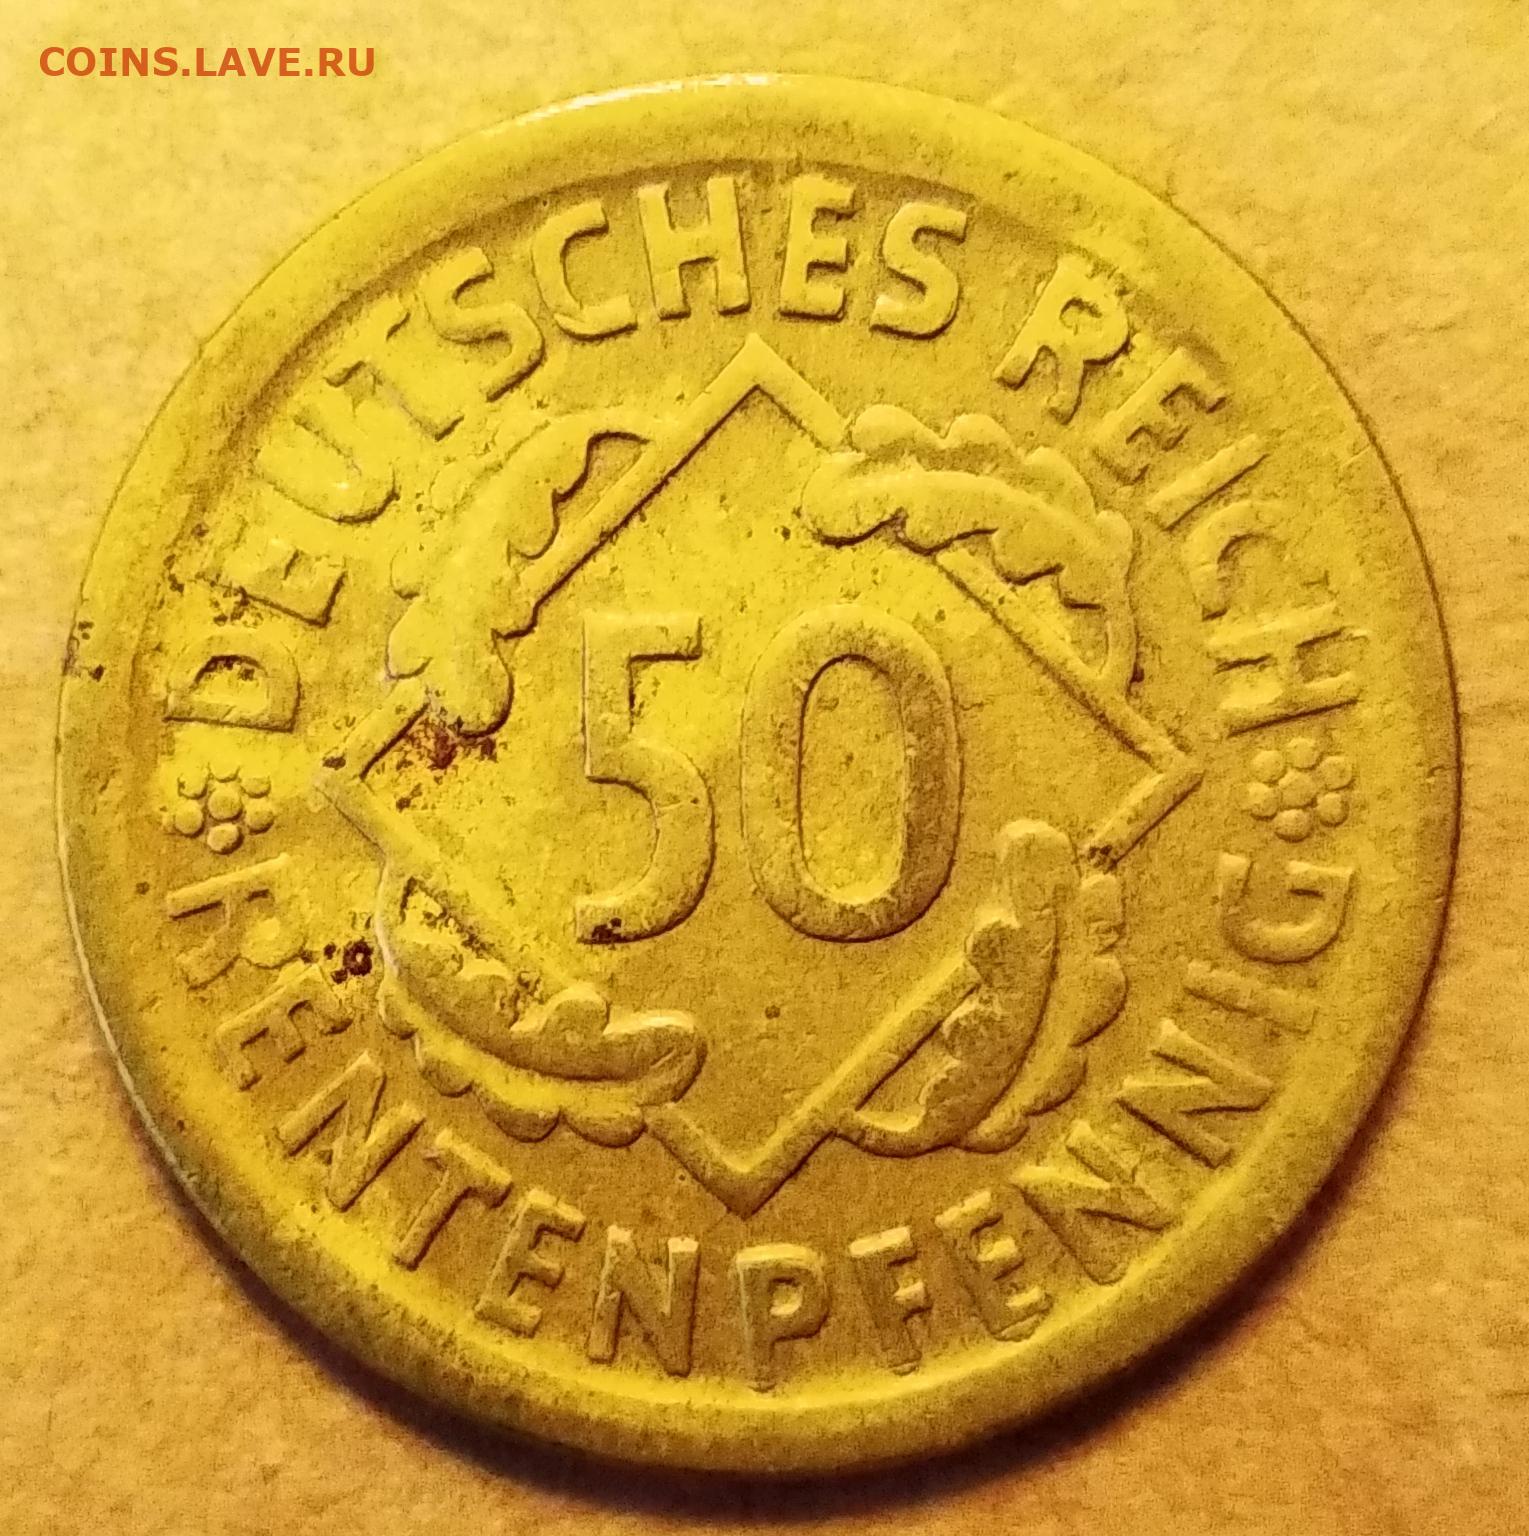 COINS.LAVE.RU
DEUTSCHES REICH
50
RENTENPFENNIG